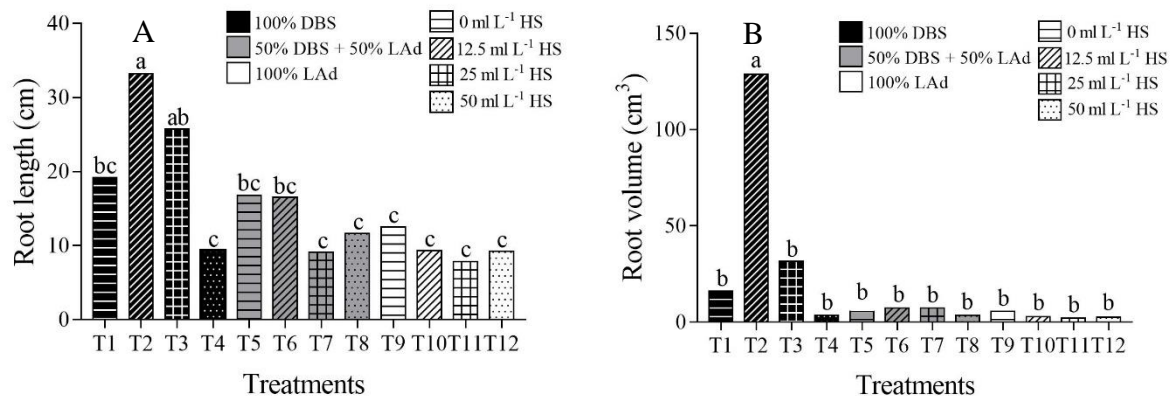 A
100% DBS
50% DBS + 50% LAd
100% LAd
0 ml L⁻¹ HS
12.5 ml L⁻¹ HS
25 ml L⁻¹ HS
50 ml L⁻¹ HS
Root length (cm)
40
30
20
10
0
bc
a
ab
c
bc
bc
c
c
c
c
c
c
T1 T2 T3 T4 T5 T6 T7 T8 T9 T10 T11 T12
Treatments
B
100% DBS
50% DBS + 50% LAd
100% LAd
0 ml L⁻¹ HS
12.5 ml L⁻¹ HS
25 ml L⁻¹ HS
50 ml L⁻¹ HS
Root volume (cm³)
150
100
50
0
b
a
b
b
b
b
b
b
b
b
b
b
T1 T2 T3 T4 T5 T6 T7 T8 T9 T10 T11 T12
Treatments